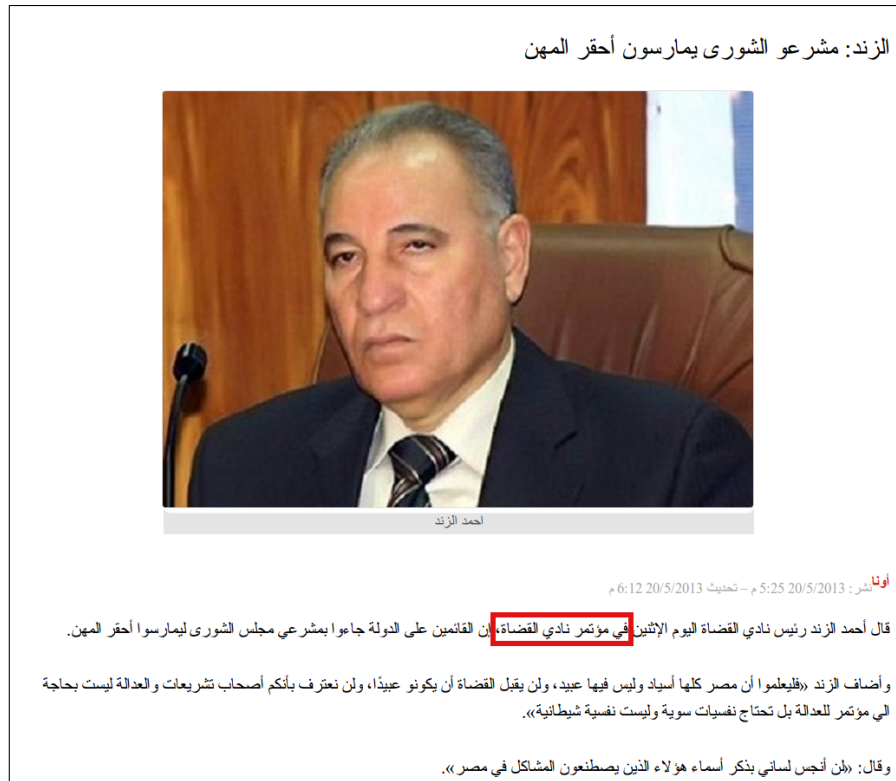 الزند: مشرعو الشورى يمارسون أحقر المهن
احمد الزند
أونا نشر: 20/5/2013 5:25 م – تحديث 20/5/2013 6:12 م
قال أحمد الزند رئيس نادي القضاة اليوم الإثنين في مؤتمر نادي القضاة، إن القائمين على الدولة جاءوا بمشرعي مجلس الشورى ليمارسوا أحقر المهن.
وأضاف الزند «فليعلموا أن مصر كلها أسياد وليس فيها عبيد، ولن يقبل القضاة أن يكونو عبيدًا، ولن نعترف بأنكم أصحاب تشريعات والعدالة ليست بحاجة
الي مؤتمر للعدالة بل تحتاج نفسيات سوية وليست نفسية شيطانية».
وقال: «لن أنجس لساني بذكر أسماء هؤلاء الذين يصطنعون المشاكل في مصر».